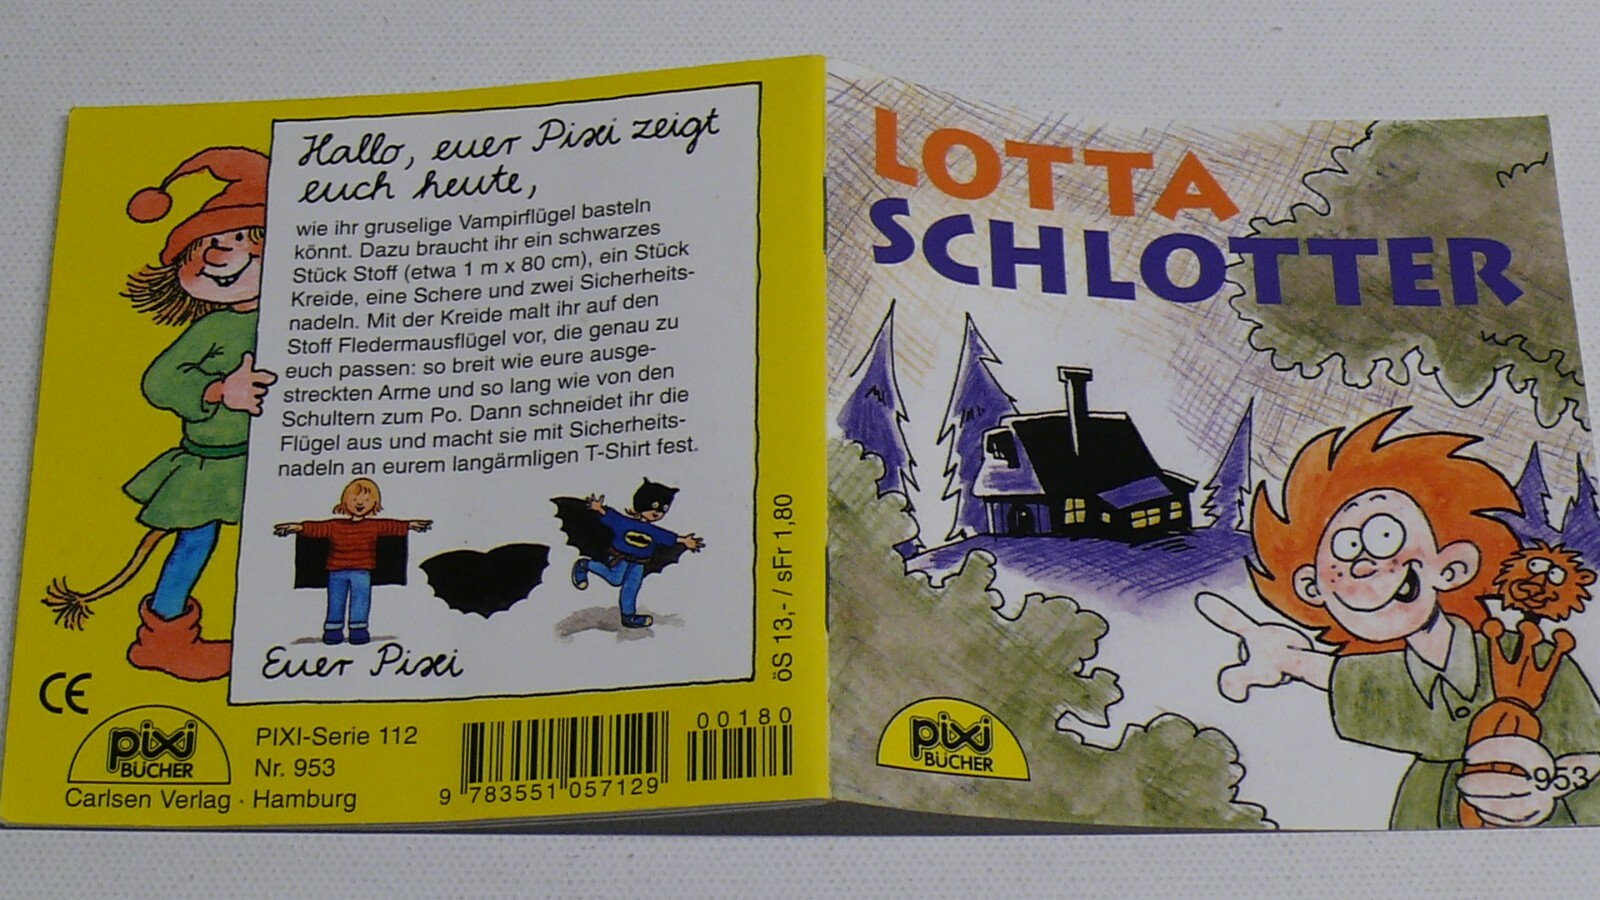 Hallo, euer Pixi zeigt
euch heute,
wie ihr gruselige Vampirflügel basteln
könnt. Dazu braucht ihr ein schwarzes
Stück Stoff (etwa 1 m x 80 cm), ein Stück
Kreide, eine Schere und zwei Sicherheits-
nadeln. Mit der Kreide malt ihr auf den
Stoff Fledermausflügel vor, die genau zu
euch passen: so breit wie eure ausge-
streckten Arme und so lang wie von den
Schultern zum Po. Dann schneidet ihr die
Flügel aus und macht sie mit Sicherheits-
nadeln an eurem langärmligen T-Shirt fest.
Euer Pixi
öS 13,- / sFr 1,80
CE
pixi
BÜCHER
PIXI-Serie 112
Nr. 953
Carlsen Verlag · Hamburg
9 783551 057129
00180
LOTTA
SCHLOTTER
pixi
BÜCHER
953